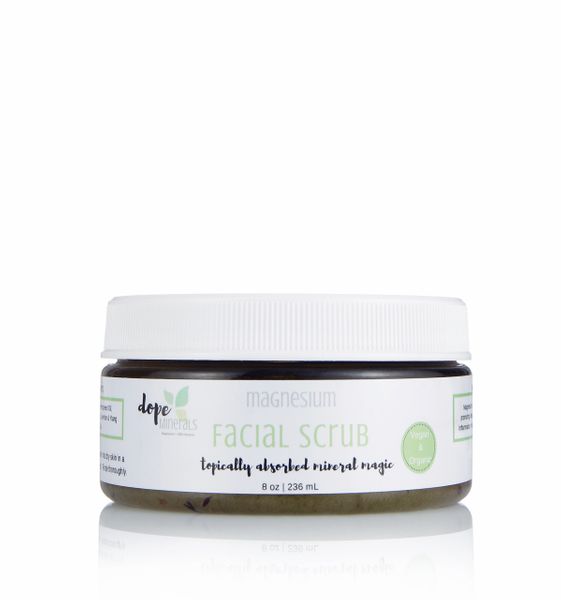 dope
MINERALS
magnesium
FACIAL SCRUB
topically absorbed mineral magic
8 oz | 236 mL
Vegan
&
Organic